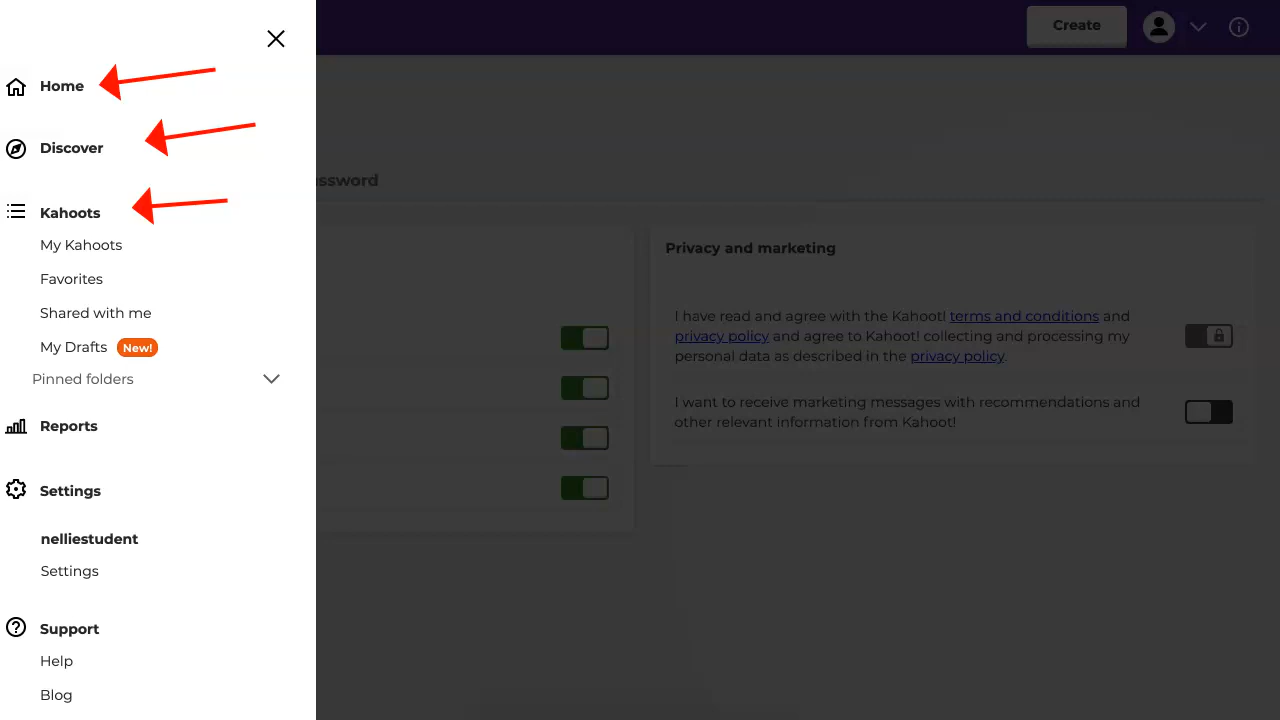 Create
Home
Discover
Kahoots
My Kahoots
Favorites
Shared with me
My Drafts New!
Pinned folders
Reports
Settings
nelliestudent
Settings
Support
Help
Blog
ssword
Privacy and marketing
I have read and agree with the Kahoot! terms and conditions and
privacy policy and agree to Kahoot! collecting and processing my
personal data as described in the privacy policy.
I want to receive marketing messages with recommendations and
other relevant information from Kahoot!